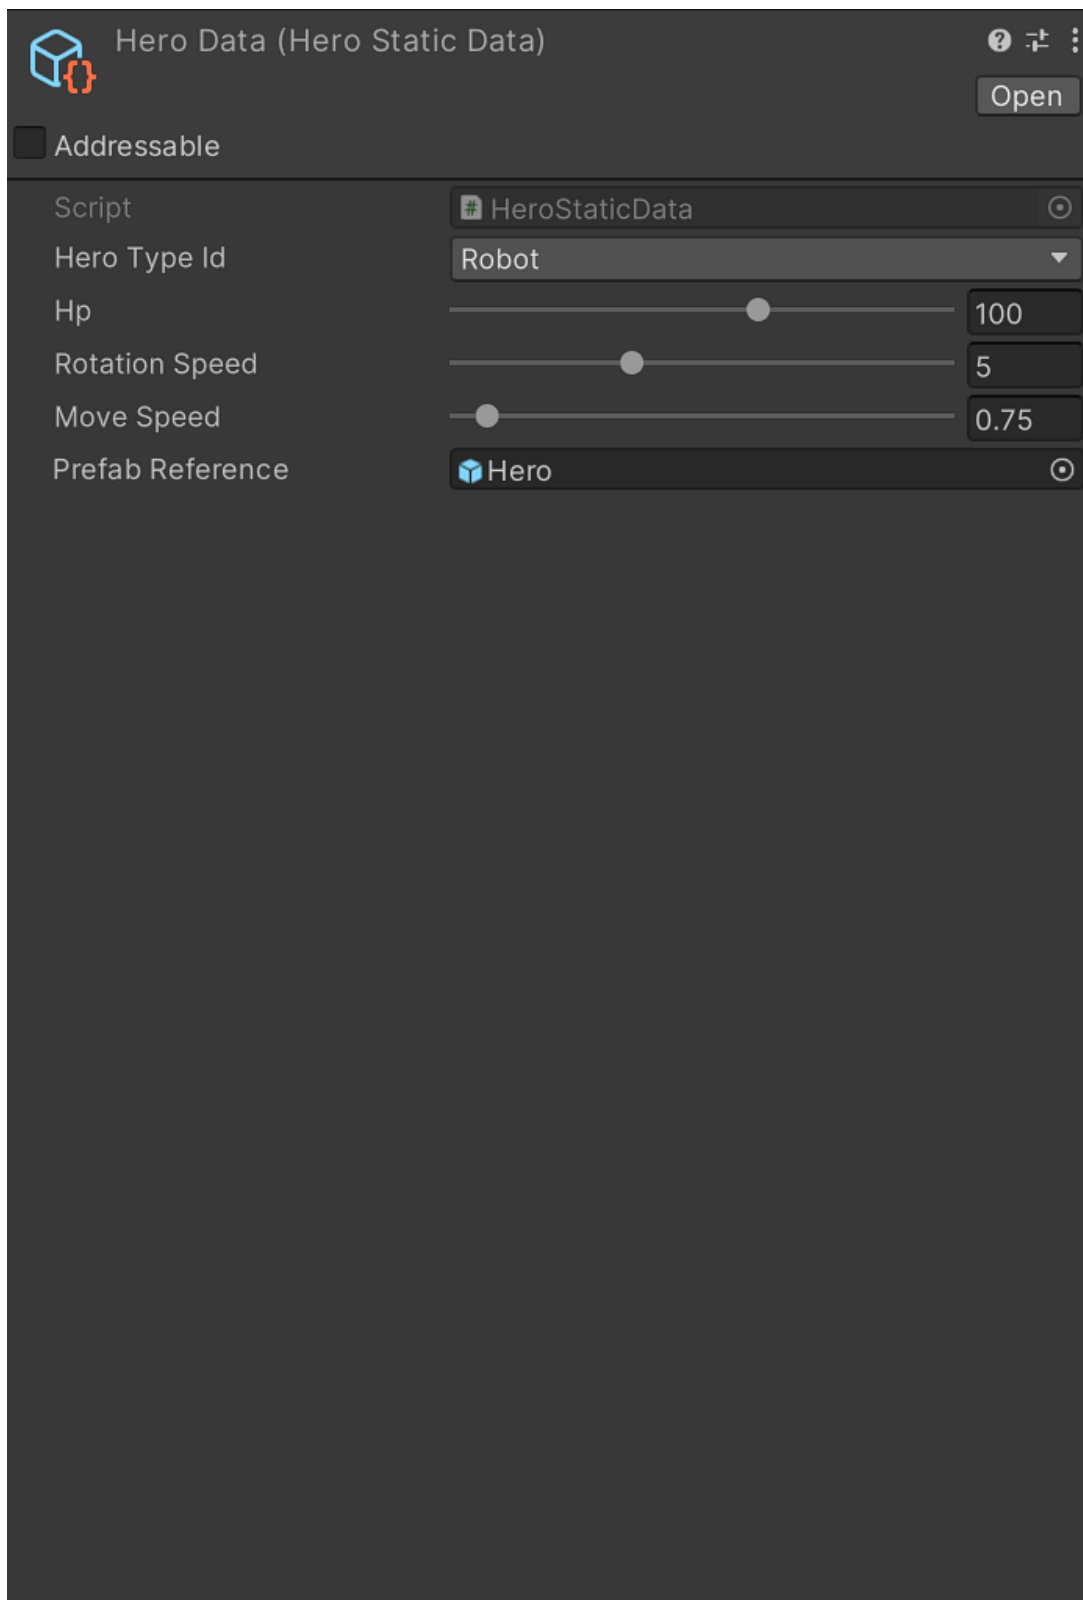 Hero Data (Hero Static Data)
Open
Addressable
Script # HeroStaticData
Hero Type Id Robot
Hp 100
Rotation Speed 5
Move Speed 0.75
Prefab Reference Hero